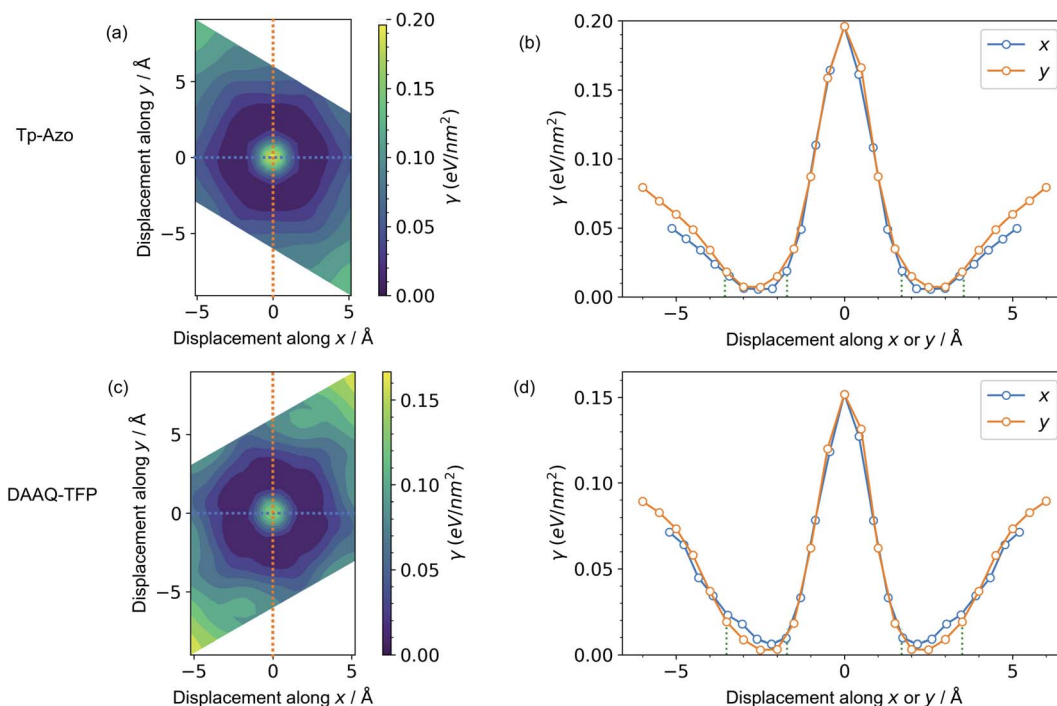 (a)
Tp-Azo
Displacement along y / Å
5
0
−5
−5 0 5
Displacement along x / Å
0.20
0.15
0.10
0.05
0.00
γ (eV/nm²)
(b)
γ (eV/nm²)
0.20
0.15
0.10
0.05
0.00
−5 0 5
Displacement along x or y / Å
x
y
(c)
DAAQ-TFP
Displacement along y / Å
5
0
−5
−5 0 5
Displacement along x / Å
0.15
0.10
0.05
0.00
γ (eV/nm²)
(d)
γ (eV/nm²)
0.15
0.10
0.05
0.00
−5 0 5
Displacement along x or y / Å
x
y